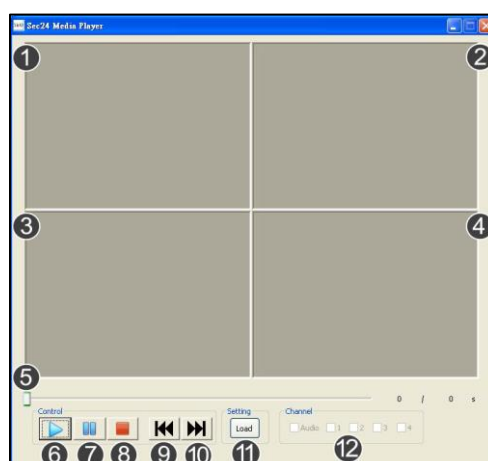 Sec24 Media Player
1
2
3
4
5
0 / 0 s
Control
Setting
Channel
Load
Audio 1 2 3 4
6 7 8 9 10 11 12